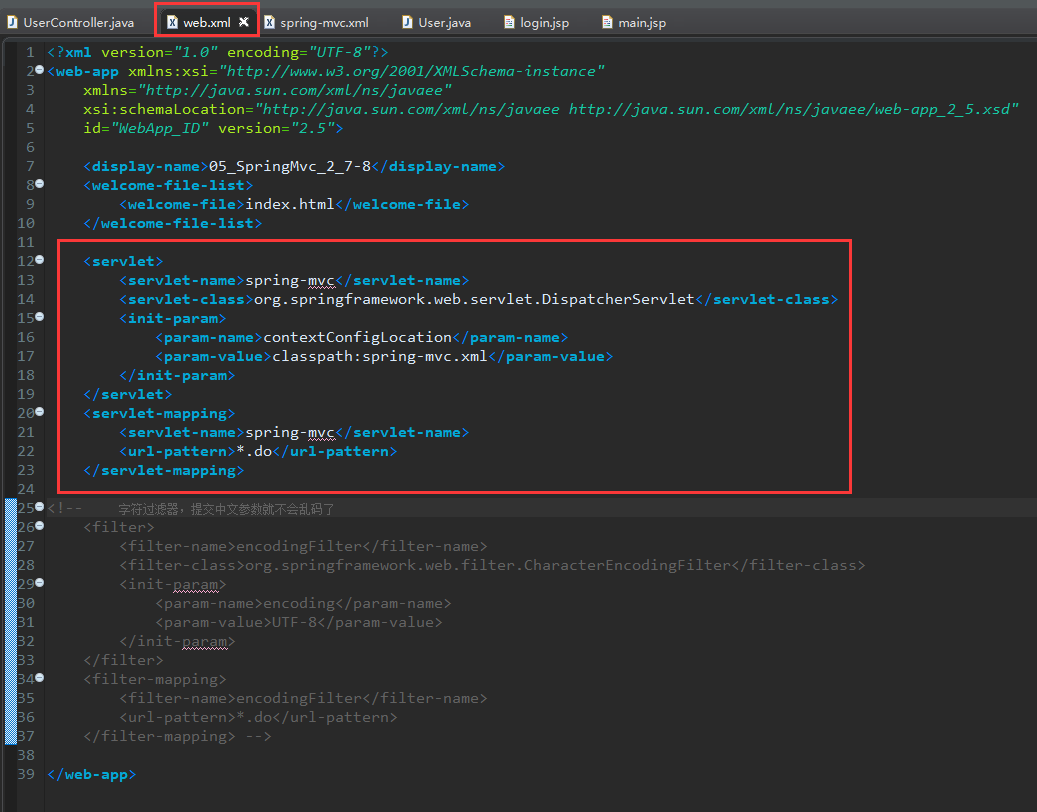 UserController.java web.xml spring-mvc.xml User.java login.jsp main.jsp
1 <?xml version="1.0" encoding="UTF-8"?>
2 <web-app xmlns:xsi="http://www.w3.org/2001/XMLSchema-instance"
3 xmlns="http://java.sun.com/xml/ns/javaee"
4 xsi:schemaLocation="http://java.sun.com/xml/ns/javaee http://java.sun.com/xml/ns/javaee/web-app_2_5.xsd"
5 id="WebApp_ID" version="2.5">
6
7 <display-name>05_SpringMvc_2_7-8</display-name>
8 <welcome-file-list>
9 <welcome-file>index.html</welcome-file>
10 </welcome-file-list>
11
12 <servlet>
13 <servlet-name>spring-mvc</servlet-name>
14 <servlet-class>org.springframework.web.servlet.DispatcherServlet</servlet-class>
15 <init-param>
16 <param-name>contextConfigLocation</param-name>
17 <param-value>classpath:spring-mvc.xml</param-value>
18 </init-param>
19 </servlet>
20 <servlet-mapping>
21 <servlet-name>spring-mvc</servlet-name>
22 <url-pattern>*.do</url-pattern>
23 </servlet-mapping>
24
25 <!-- 字符过滤器，提交中文参数就不会乱码了
26 <filter>
27 <filter-name>encodingFilter</filter-name>
28 <filter-class>org.springframework.web.filter.CharacterEncodingFilter</filter-class>
29 <init-param>
30 <param-name>encoding</param-name>
31 <param-value>UTF-8</param-value>
32 </init-param>
33 </filter>
34 <filter-mapping>
35 <filter-name>encodingFilter</filter-name>
36 <url-pattern>*.do</url-pattern>
37 </filter-mapping> -->
38
39 </web-app>